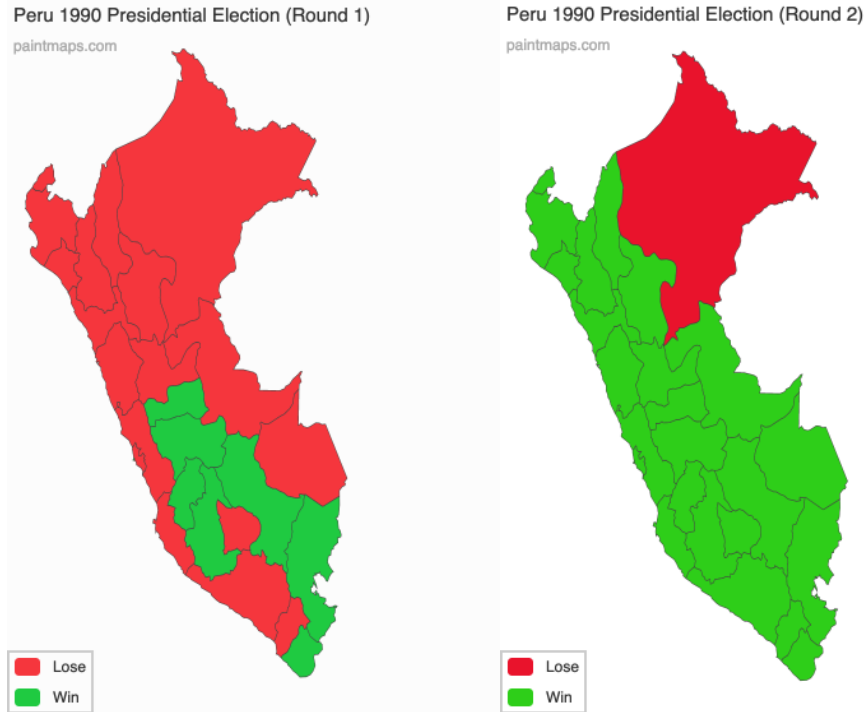 Peru 1990 Presidential Election (Round 1)
paintmaps.com
Lose
Win
Peru 1990 Presidential Election (Round 2)
paintmaps.com
Lose
Win